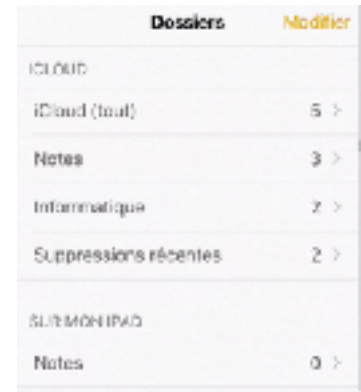 Dossiers Modifier
ICLOUD
iCloud (tout) 5 >
Notes 3 >
Informatique 2 >
Suppressions récentes 2 >
SUR MON IPAD
Notes 0 >